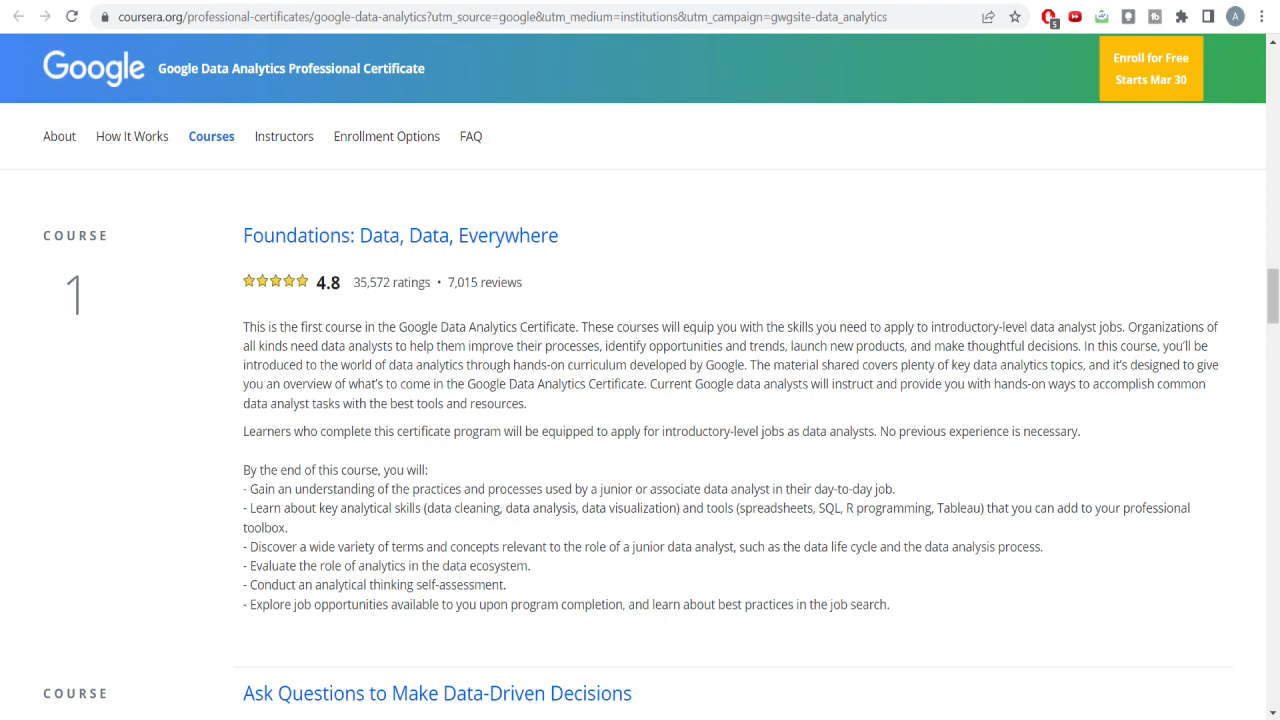 coursera.org/professional-certificates/google-data-analytics?utm_source=google&utm_medium=institutions&utm_campaign=gwgsite-data_analytics
5
A
Google Google Data Analytics Professional Certificate
Enroll for Free
Starts Mar 30
About How It Works Courses Instructors Enrollment Options FAQ
COURSE
1
Foundations: Data, Data, Everywhere
4.8 35,572 ratings • 7,015 reviews
This is the first course in the Google Data Analytics Certificate. These courses will equip you with the skills you need to apply to introductory-level data analyst jobs. Organizations of
all kinds need data analysts to help them improve their processes, identify opportunities and trends, launch new products, and make thoughtful decisions. In this course, you'll be
introduced to the world of data analytics through hands-on curriculum developed by Google. The material shared covers plenty of key data analytics topics, and it's designed to give
you an overview of what's to come in the Google Data Analytics Certificate. Current Google data analysts will instruct and provide you with hands-on ways to accomplish common
data analyst tasks with the best tools and resources.
Learners who complete this certificate program will be equipped to apply for introductory-level jobs as data analysts. No previous experience is necessary.
By the end of this course, you will:
- Gain an understanding of the practices and processes used by a junior or associate data analyst in their day-to-day job.
- Learn about key analytical skills (data cleaning, data analysis, data visualization) and tools (spreadsheets, SQL, R programming, Tableau) that you can add to your professional
toolbox.
- Discover a wide variety of terms and concepts relevant to the role of a junior data analyst, such as the data life cycle and the data analysis process.
- Evaluate the role of analytics in the data ecosystem.
- Conduct an analytical thinking self-assessment.
- Explore job opportunities available to you upon program completion, and learn about best practices in the job search.
COURSE
Ask Questions to Make Data-Driven Decisions